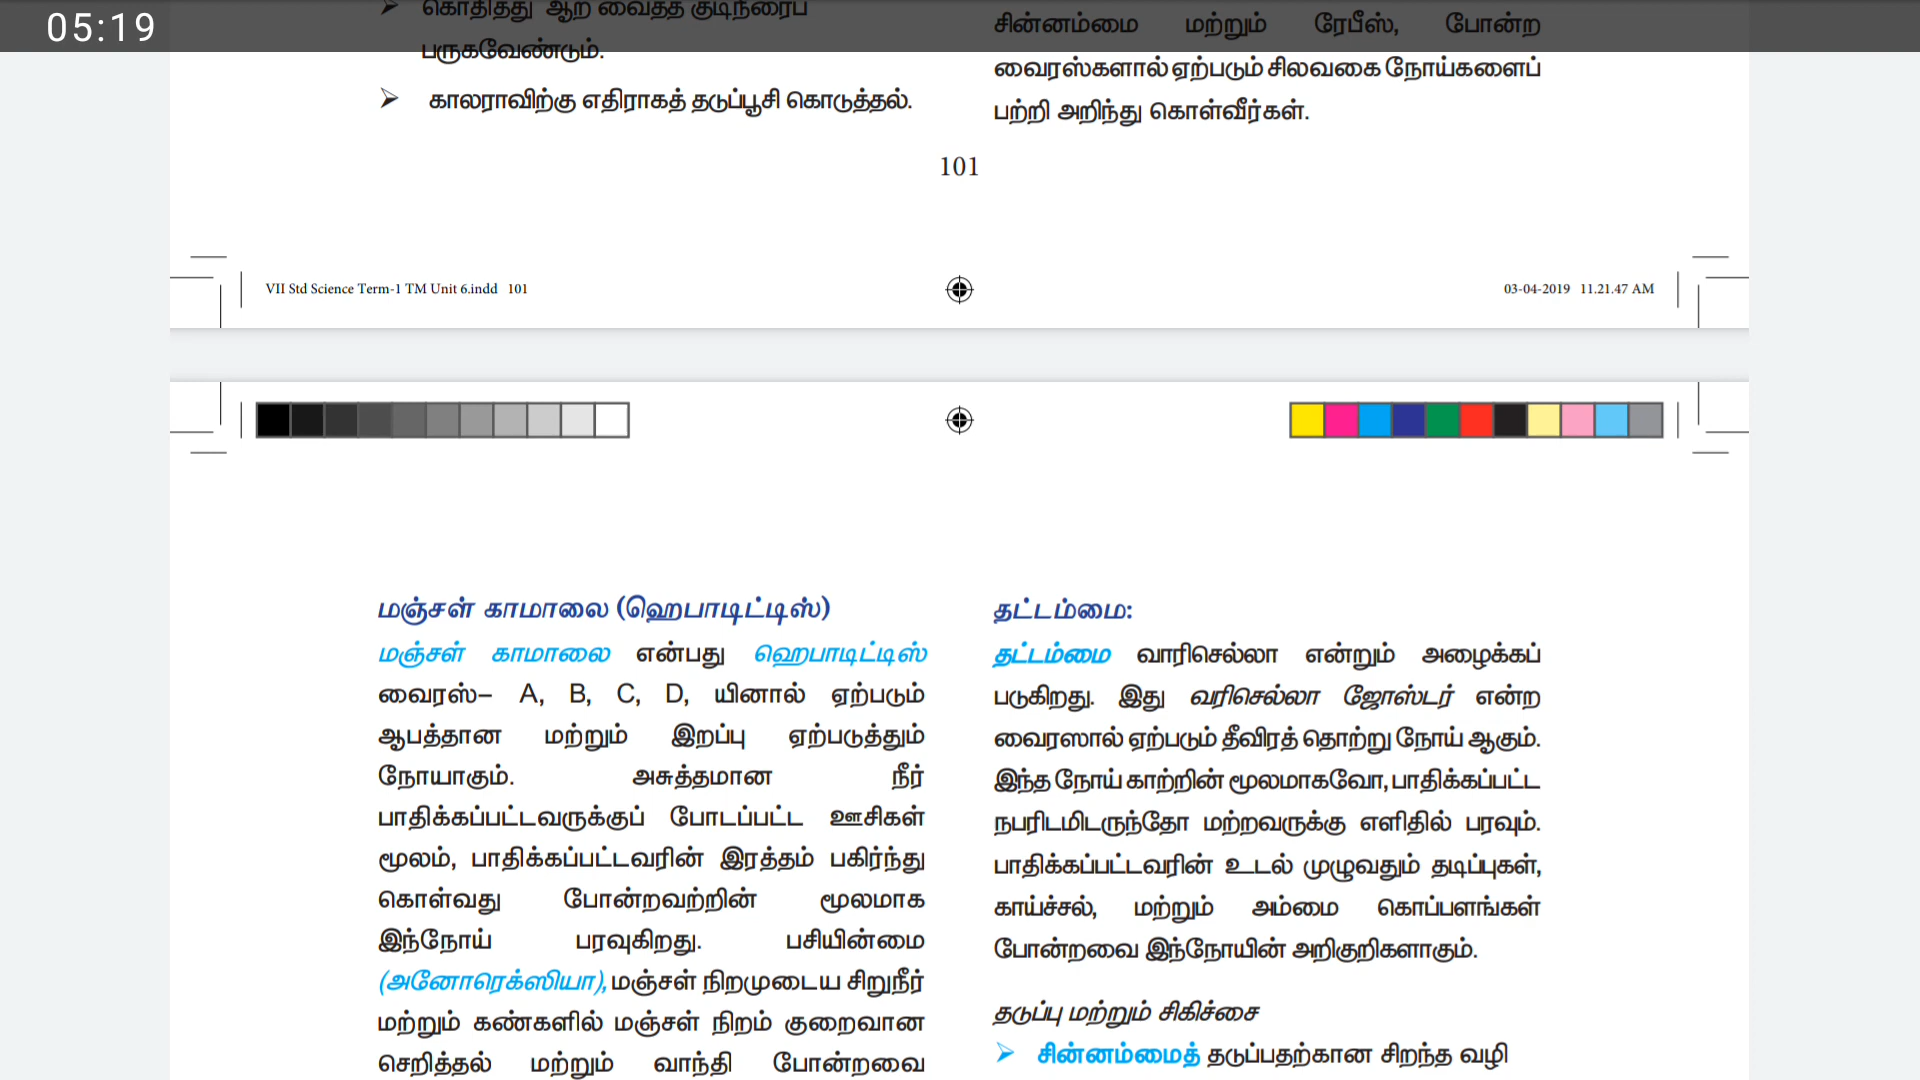 05:19
கொதித்து ஆற வைத்த குடிநீரைப்
பருகவேண்டும்.
➢ காலராவிற்கு எதிராகத் தடுப்பூசி கொடுத்தல்.
சின்னம்மை மற்றும் ரேபீஸ், போன்ற
வைரஸ்களால் ஏற்படும் சிலவகை நோய்களைப்
பற்றி அறிந்து கொள்வீர்கள்.
101
VII Std Science Term-1 TM Unit 6.indd 101
03-04-2019 11.21.47 AM
மஞ்சள் காமாலை (ஹெபாடிட்டிஸ்)
மஞ்சள் காமாலை என்பது ஹெபாடிட்டிஸ்
வைரஸ்– A, B, C, D, யினால் ஏற்படும்
ஆபத்தான மற்றும் இறப்பு ஏற்படுத்தும்
நோயாகும். அசுத்தமான நீர்
பாதிக்கப்பட்டவருக்குப் போடப்பட்ட ஊசிகள்
மூலம், பாதிக்கப்பட்டவரின் இரத்தம் பகிர்ந்து
கொள்வது போன்றவற்றின் மூலமாக
இந்நோய் பரவுகிறது. பசியின்மை
(அனோரெக்ஸியா), மஞ்சள் நிறமுடைய சிறுநீர்
மற்றும் கண்களில் மஞ்சள் நிறம் குறைவான
செறித்தல் மற்றும் வாந்தி போன்றவை
தட்டம்மை:
தட்டம்மை வாரிசெல்லா என்றும் அழைக்கப்
படுகிறது. இது வரிசெல்லா ஜோஸ்டர் என்ற
வைரஸால் ஏற்படும் தீவிரத் தொற்று நோய் ஆகும்.
இந்த நோய் காற்றின் மூலமாகவோ, பாதிக்கப்பட்ட
நபரிடமிடருந்தோ மற்றவருக்கு எளிதில் பரவும்.
பாதிக்கப்பட்டவரின் உடல் முழுவதும் தடிப்புகள்,
காய்ச்சல், மற்றும் அம்மை கொப்பளங்கள்
போன்றவை இந்நோயின் அறிகுறிகளாகும்.
தடுப்பு மற்றும் சிகிச்சை
➢ சின்னம்மைத் தடுப்பதற்கான சிறந்த வழி